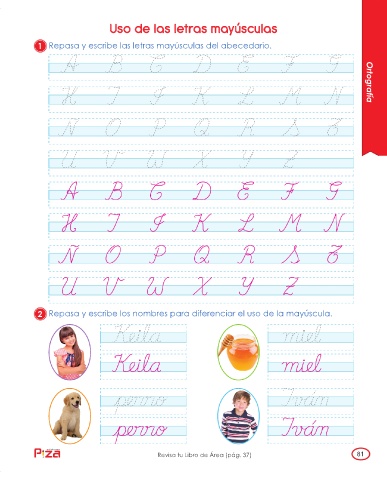 Uso de las letras mayúsculas
1 Repasa y escribe las letras mayúsculas del abecedario.
A B C D E F G
H I J K L M N
Ñ O P Q R S T
U V W X Y Z
A B C D E F G
H I J K L M N
Ñ O P Q R S T
U V W X Y Z
Ortografía
2 Repasa y escribe los nombres para diferenciar el uso de la mayúscula.
Keila miel
Keila miel
perro Iván
perro Iván
Pᴉza
Revisa tu Libro de Área (pág. 37)
81